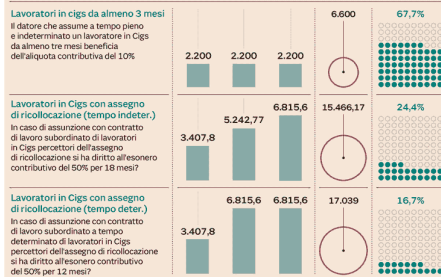 Lavoratori in cigs da almeno 3 mesi
Il datore che assume a tempo pieno
e indeterminato un lavoratore in Cigs
da almeno tre mesi beneficia
dell'aliquota contributiva del 10%
2.200
2.200
2.200
6.600
67,7%
Lavoratori in Cigs con assegno
di ricollocazione (tempo indeter.)
In caso di assunzione con contratto
di lavoro subordinato di lavoratori
in Cigs percettori dell'assegno
di ricollocazione si ha diritto all'esonero
contributivo del 50% per 18 mesi?
3.407,8
5.242,77
6.815,6
15.466,17
24,4%
Lavoratori in Cigs con assegno
di ricollocazione (tempo deter.)
In caso di assunzione con contratto
di lavoro subordinato a tempo
determinato di lavoratori in Cigs
percettori dell'assegno di ricollocazione
si ha diritto all'esonero contributivo
del 50% per 12 mesi?
3.407,8
6.815,6
6.815,6
17.039
16,7%